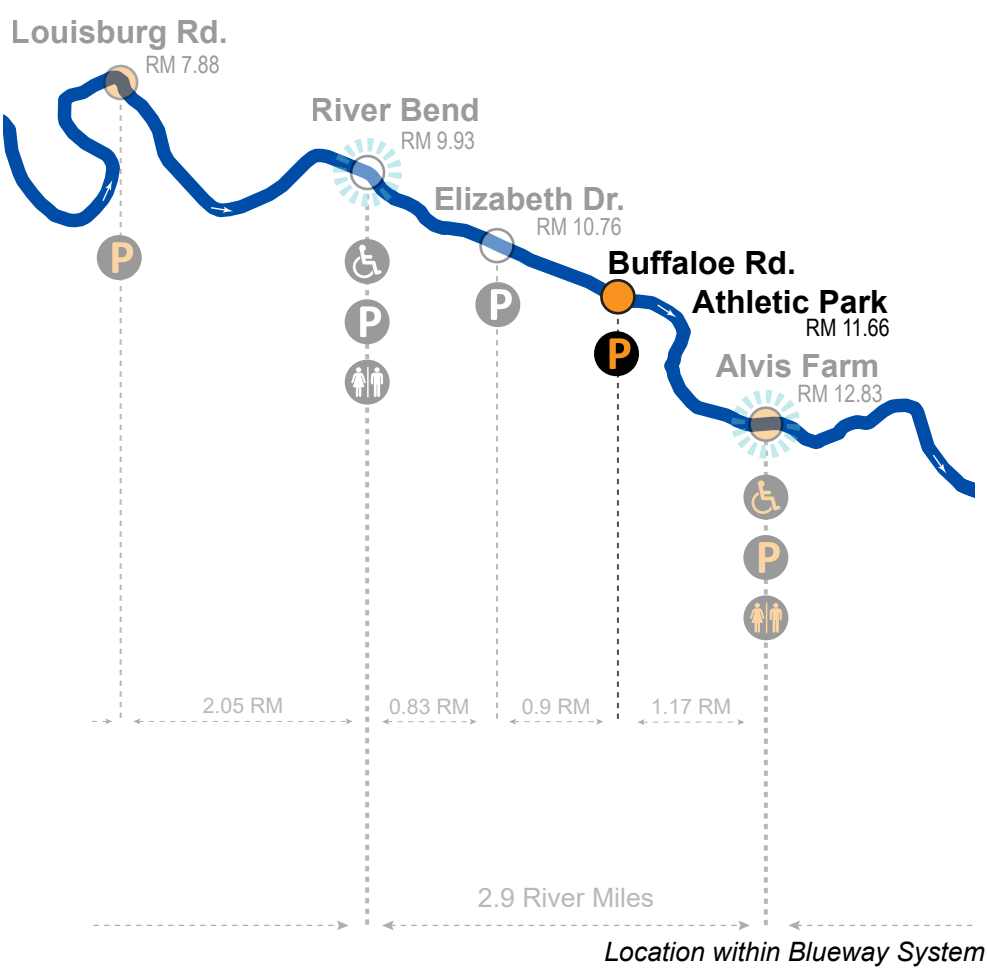 Louisburg Rd.
RM 7.88
River Bend
RM 9.93
Elizabeth Dr.
RM 10.76
Buffaloe Rd.
Athletic Park
RM 11.66
Alvis Farm
RM 12.83
P
P
P
P
P
2.05 RM
0.83 RM
0.9 RM
1.17 RM
2.9 River Miles
Location within Blueway System